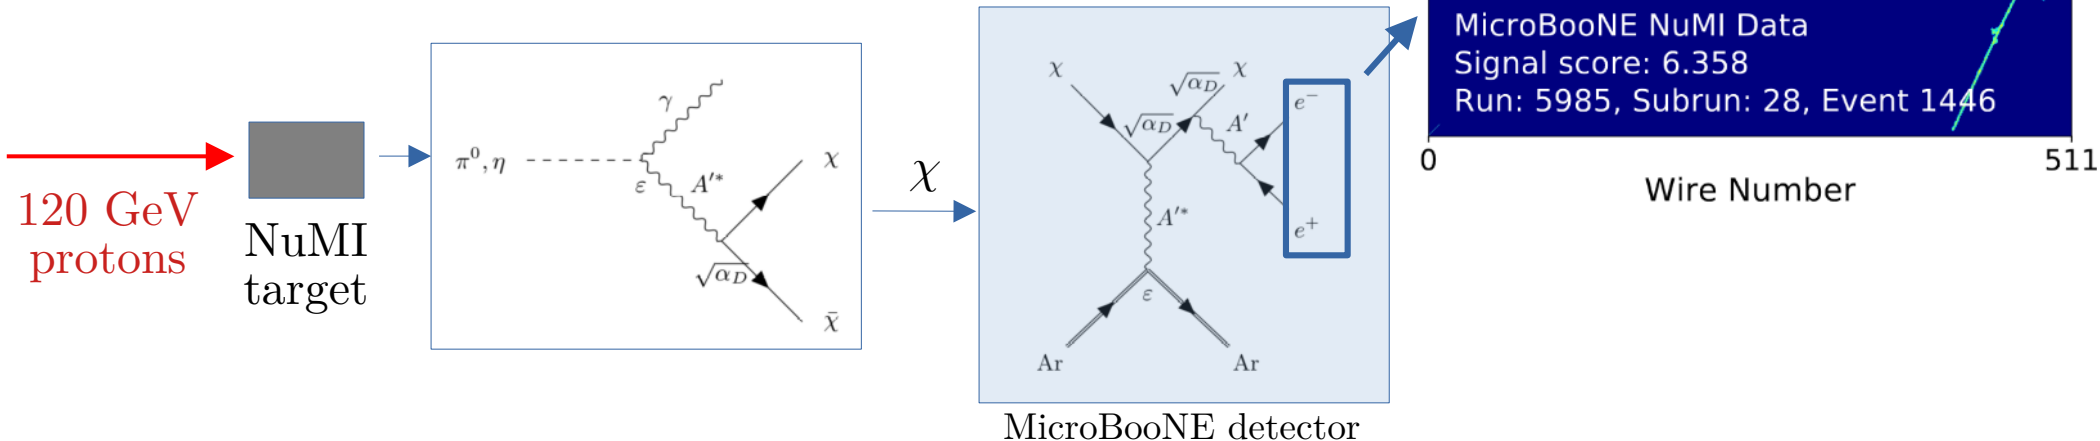 120 GeV
protons
NuMI
target
π⁰, η
γ
ε
A'*
χ
√α_D
χ̄
χ
χ
√α_D
χ
√α_D
A'
e⁻
e⁺
A'*
ε
Ar
Ar
MicroBooNE detector
MicroBooNE NuMI Data
Signal score: 6.358
Run: 5985, Subrun: 28, Event 1446
0
511
Wire Number